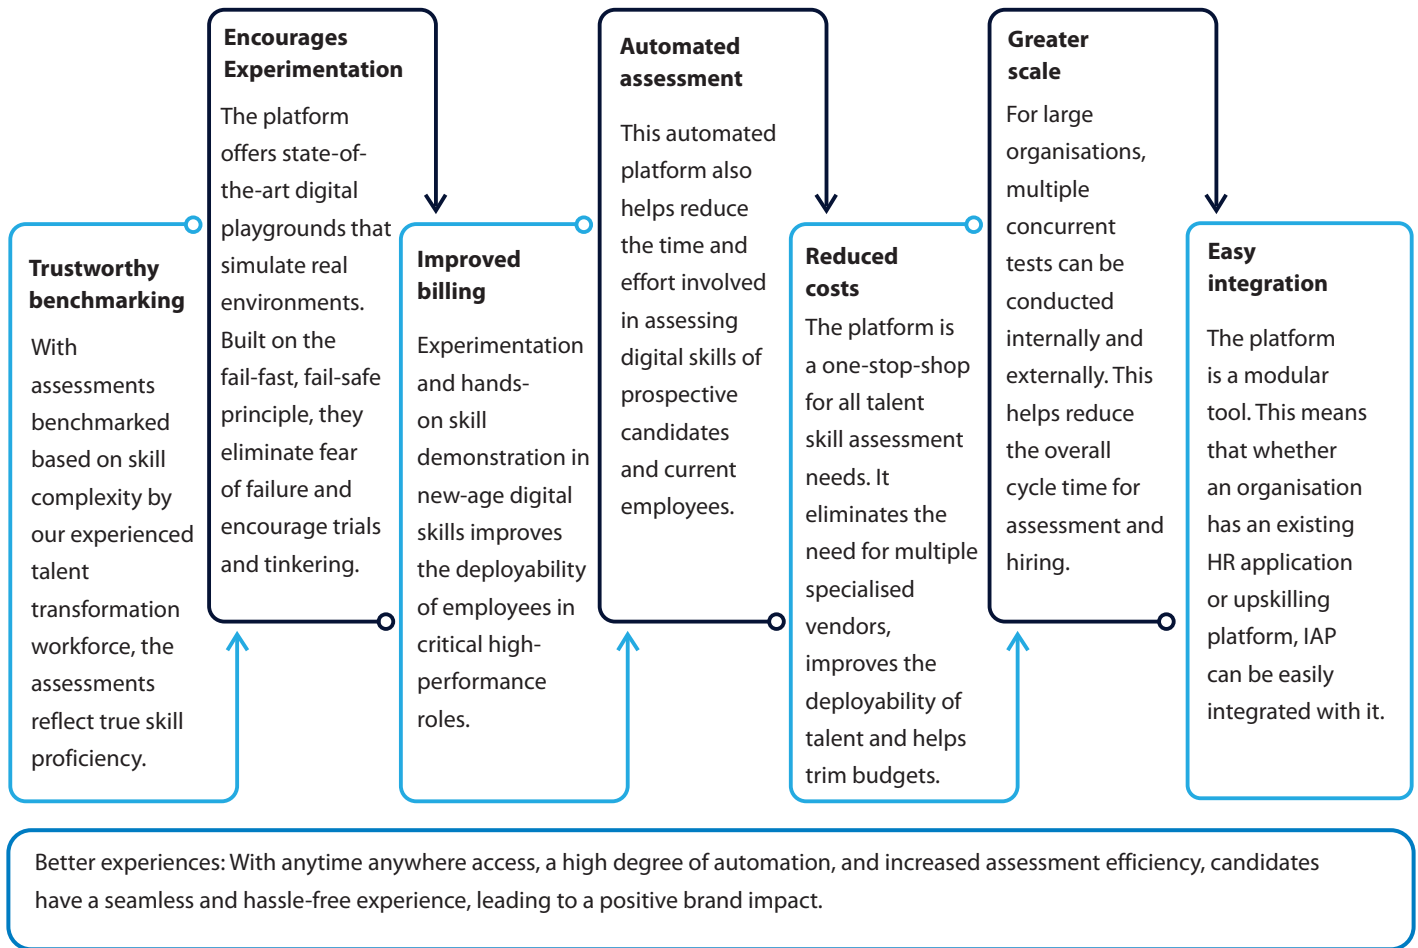 Trustworthy
benchmarking
With
assessments
benchmarked
based on skill
complexity by
our experienced
talent
transformation
workforce, the
assessments
reflect true skill
proficiency.
Encourages
Experimentation
The platform
offers state-of-
the-art digital
playgrounds that
simulate real
environments.
Built on the
fail-fast, fail-safe
principle, they
eliminate fear
of failure and
encourage trials
and tinkering.
Improved
billing
Experimentation
and hands-
on skill
demonstration in
new-age digital
skills improves
the deployability
of employees in
critical high-
performance
roles.
Automated
assessment
This automated
platform also
helps reduce
the time and
effort involved
in assessing
digital skills of
prospective
candidates
and current
employees.
Reduced
costs
The platform is
a one-stop-shop
for all talent
skill assessment
needs. It
eliminates the
need for multiple
specialised
vendors,
improves the
deployability of
talent and helps
trim budgets.
Greater
scale
For large
organisations,
multiple
concurrent
tests can be
conducted
internally and
externally. This
helps reduce
the overall
cycle time for
assessment and
hiring.
Easy
integration
The platform
is a modular
tool. This means
that whether
an organisation
has an existing
HR application
or upskilling
platform, IAP
can be easily
integrated with it.
Better experiences: With anytime anywhere access, a high degree of automation, and increased assessment efficiency, candidates
have a seamless and hassle-free experience, leading to a positive brand impact.